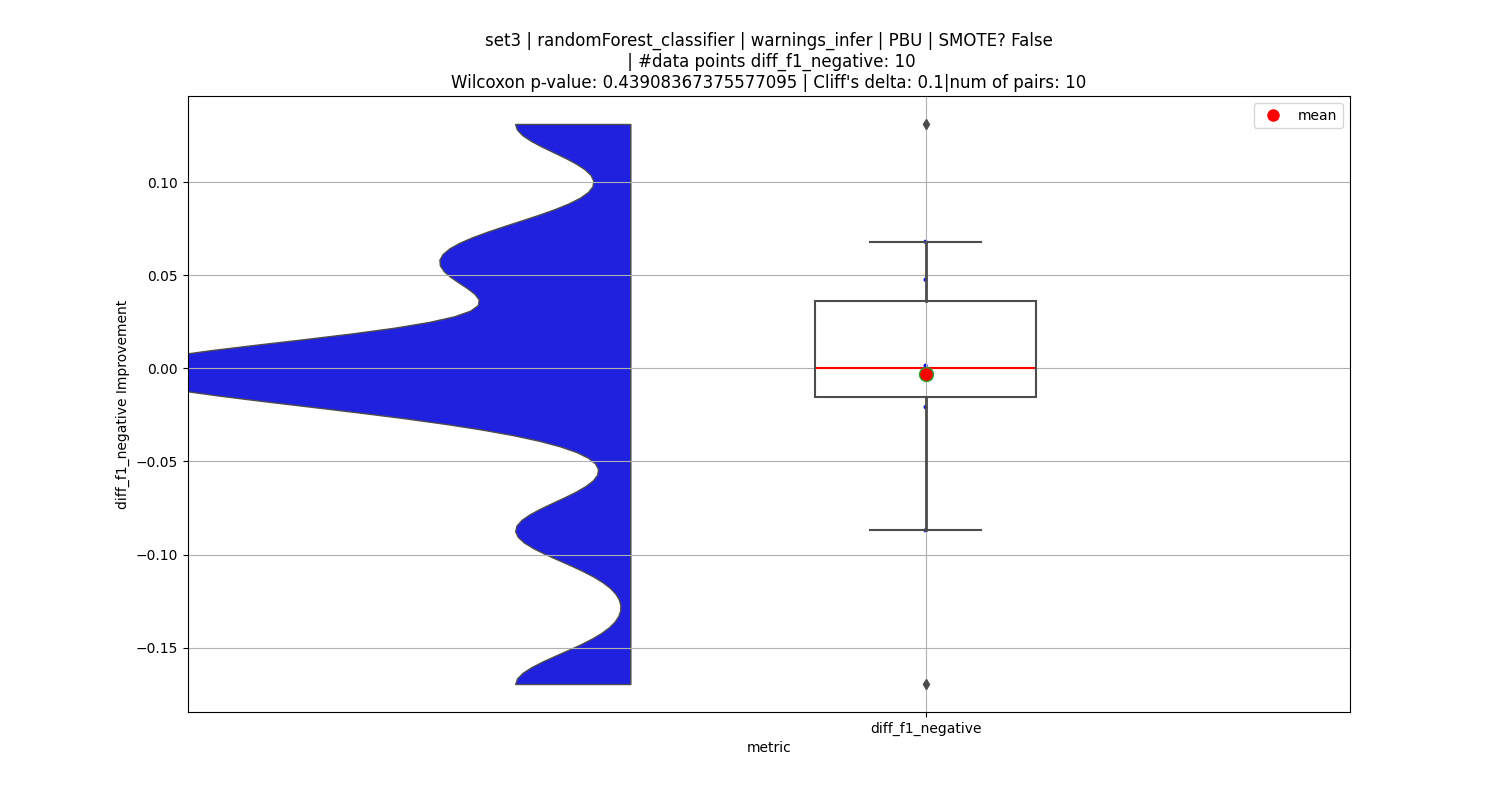 set3 | randomForest_classifier | warnings_infer | PBU | SMOTE? False
| #data points diff_f1_negative: 10
Wilcoxon p-value: 0.43908367375577095 | Cliff's delta: 0.1|num of pairs: 10
mean
0.10
0.05
0.00
−0.05
−0.10
−0.15
diff_f1_negative Improvement
diff_f1_negative
metric